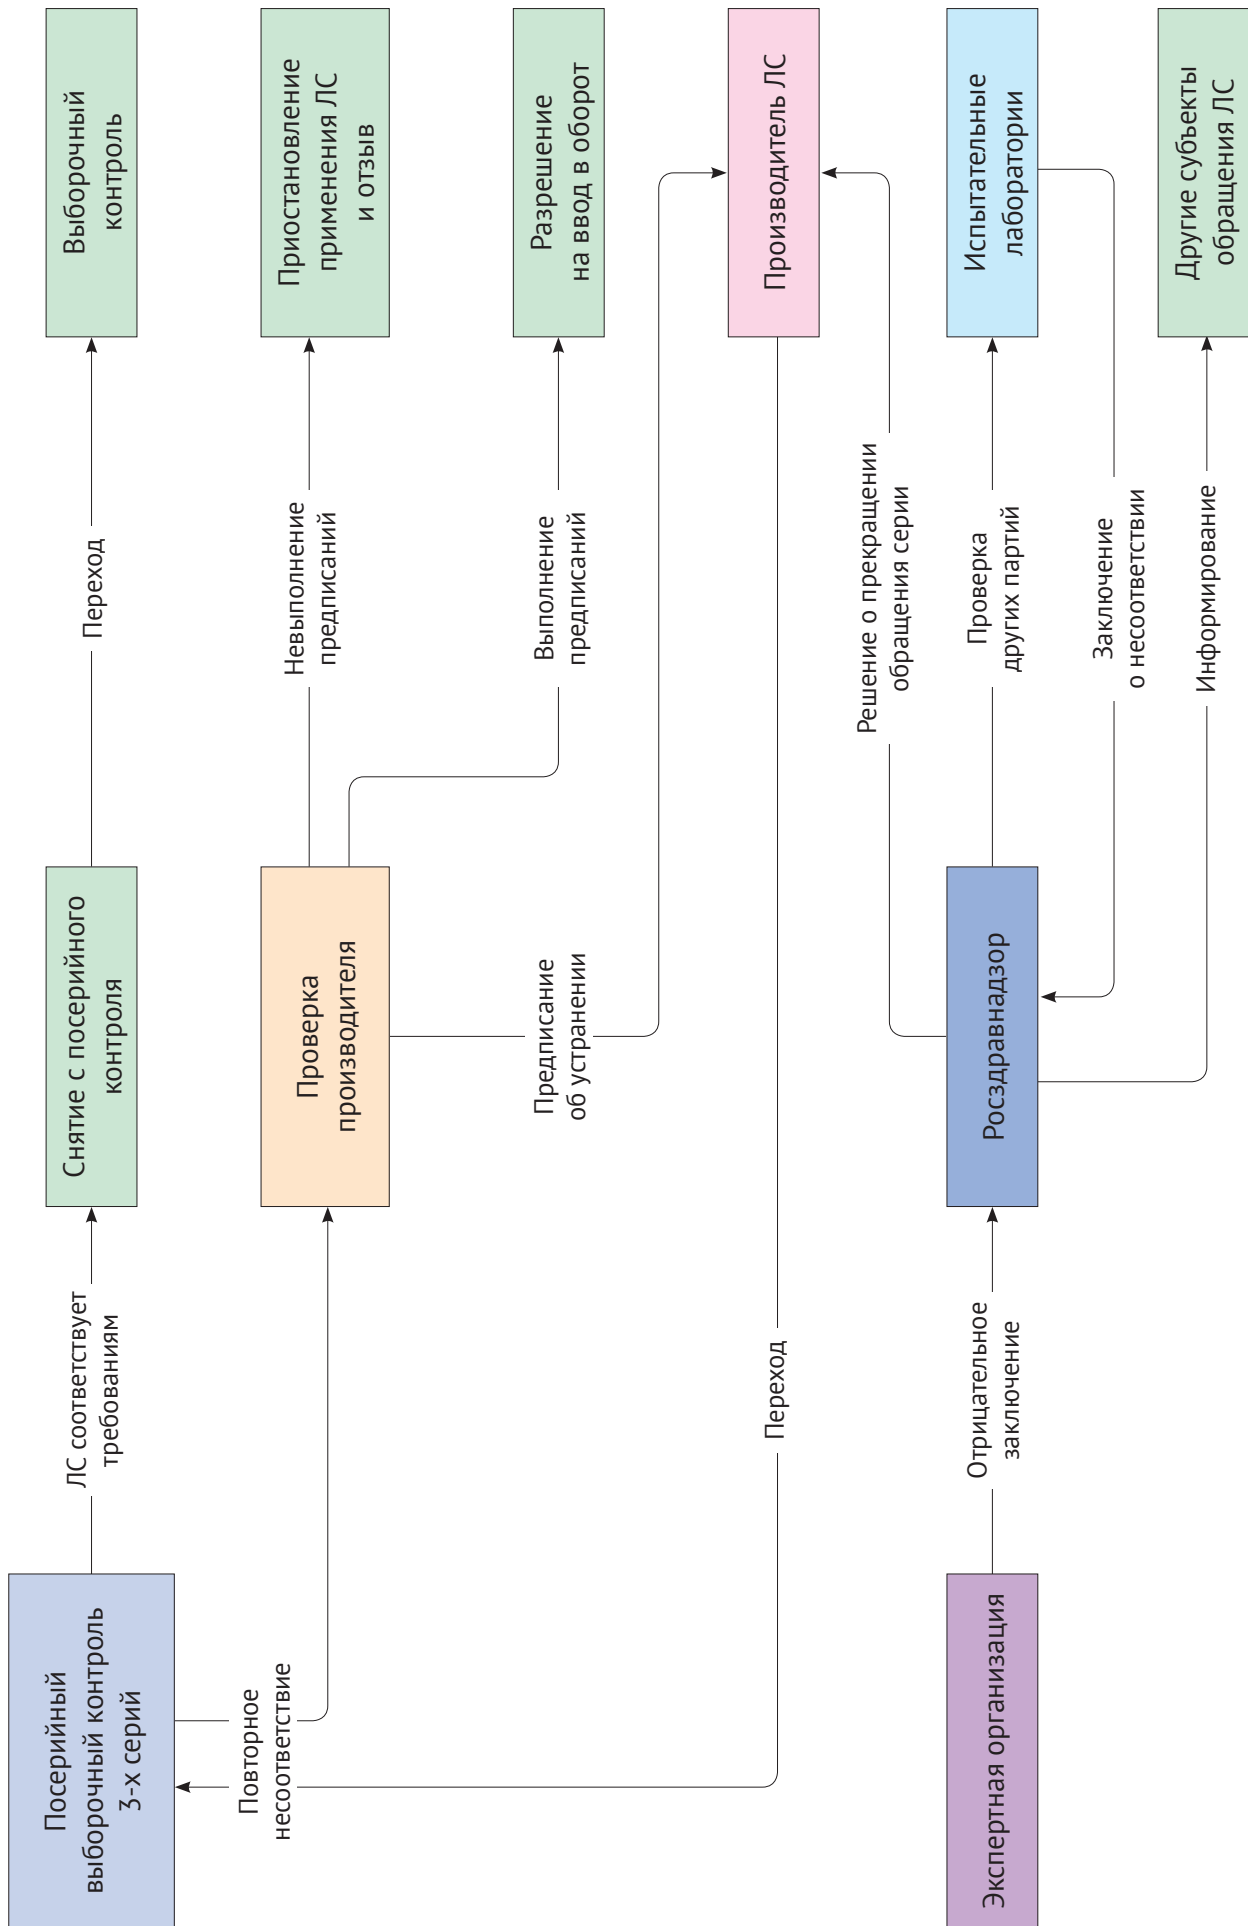 Посерийный
выборочный контроль
3-х серий
ЛС соответствует
требованиям
Снятие с посерийного
контроля
Переход
Выборочный
контроль
Повторное
несоответствие
Проверка
производителя
Невыполнение
предписаний
Приостановление
применения ЛС
и отзыв
Выполнение
предписаний
Разрешение
на ввод в оборот
Предписание
об устранении
Переход
Производитель ЛС
Решение о прекращении
обращения серии
Экспертная организация
Отрицательное
заключение
Росздравнадзор
Проверка
других партий
Испытательные
лаборатории
Заключение
о несоответствии
Информирование
Другие субъекты
обращения ЛС